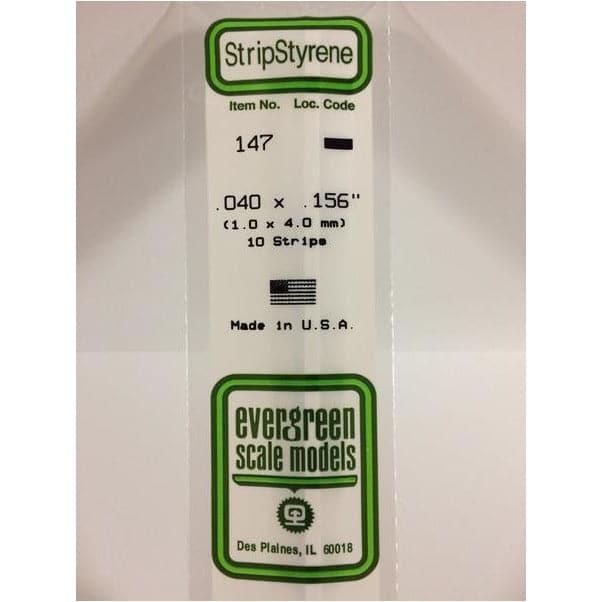 StripStyrene
Item No. Loc. Code
147
.040 x .156"
(1.0 x 4.0 mm)
10 Strips
Made in U.S.A.
evergreen
scale models
Des Plaines, IL 60018